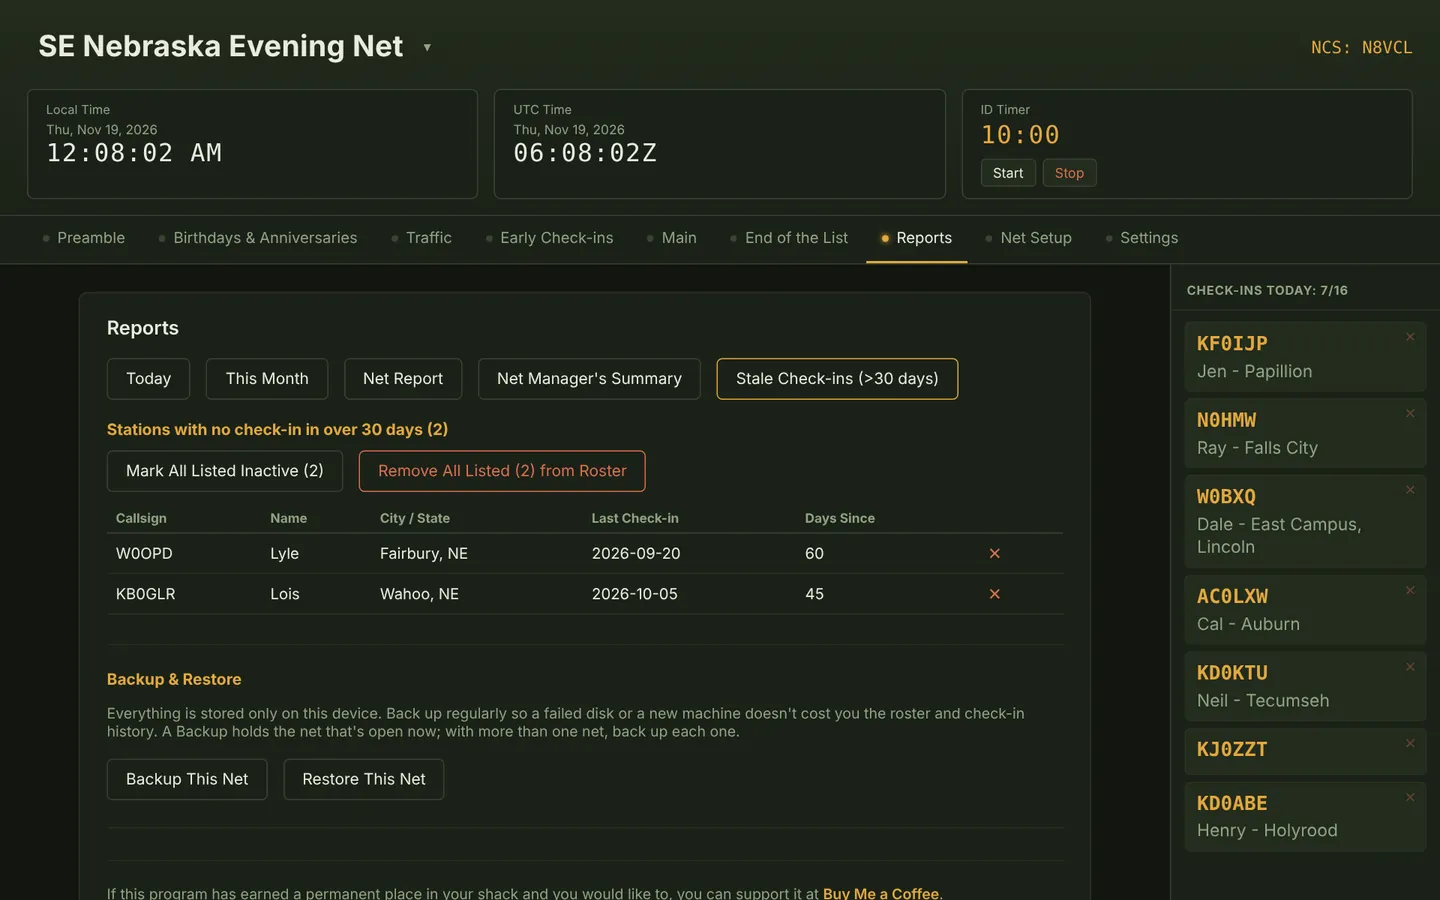 SE Nebraska Evening Net ▼
NCS: N8VCL
Local Time
Thu, Nov 19, 2026
12:08:02 AM
UTC Time
Thu, Nov 19, 2026
06:08:02Z
ID Timer
10:00
Start Stop
Preamble Birthdays & Anniversaries Traffic Early Check-ins Main End of the List Reports Net Setup Settings
Reports
Today This Month Net Report Net Manager's Summary Stale Check-ins (>30 days)
Stations with no check-in in over 30 days (2)
Mark All Listed Inactive (2) Remove All Listed (2) from Roster
Callsign Name City / State Last Check-in Days Since
W0OPD Lyle Fairbury, NE 2026-09-20 60 ✕
KB0GLR Lois Wahoo, NE 2026-10-05 45 ✕
Backup & Restore
Everything is stored only on this device. Back up regularly so a failed disk or a new machine doesn't cost you the roster and check-in
history. A Backup holds the net that's open now; with more than one net, back up each one.
Backup This Net Restore This Net
If this program has earned a permanent place in your shack and you would like to, you can support it at Buy Me a Coffee.
CHECK-INS TODAY: 7/16
KF0IJP ✕
Jen - Papillion
N0HMW ✕
Ray - Falls City
W0BXQ ✕
Dale - East Campus,
Lincoln
AC0LXW ✕
Cal - Auburn
KD0KTU ✕
Neil - Tecumseh
KJ0ZZT ✕
KD0ABE ✕
Henry - Holyrood